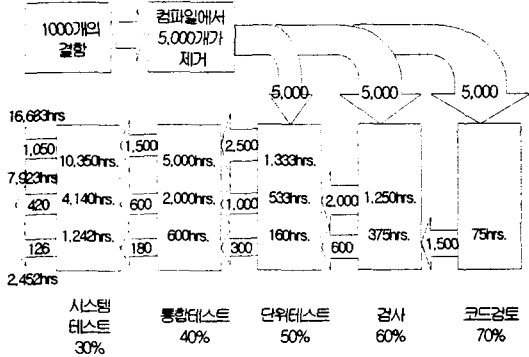 1000개의
결함
컴파일에서
5,000개가
제거
5,000 5,000 5,000
16,683hrs
1,050 10,350hrs. 1,500 5,000hrs. 2,500 1,333hrs.
7,923hrs
420 4,140hrs. 600 2,000hrs. 1,000 533hrs. 2,000 1,250hrs.
126 1,242hrs. 180 600hrs. 300 160hrs. 600 375hrs. 1,500 75hrs.
2,452hrs
시스템
테스트
30%
통합테스트
40%
단위테스트
50%
검사
60%
코드검토
70%